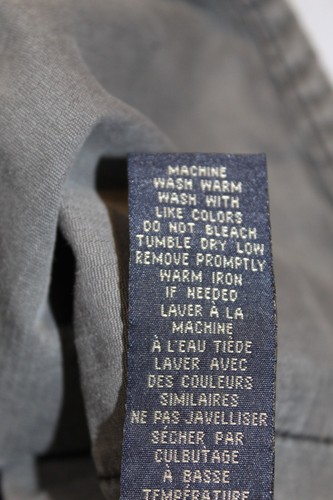 MACHINE
WASH WARM
WASH WITH
LIKE COLORS
DO NOT BLEACH
TUMBLE DRY LOW
REMOVE PROMPTLY
WARM IRON
IF NEEDED
LAVER À LA
MACHINE
À L'EAU TIÈDE
LAVER AVEC
DES COULEURS
SIMILAIRES
NE PAS JAVELLISER
SÉCHER PAR
CULBUTAGE
À BASSE
TEMPÉRATURE